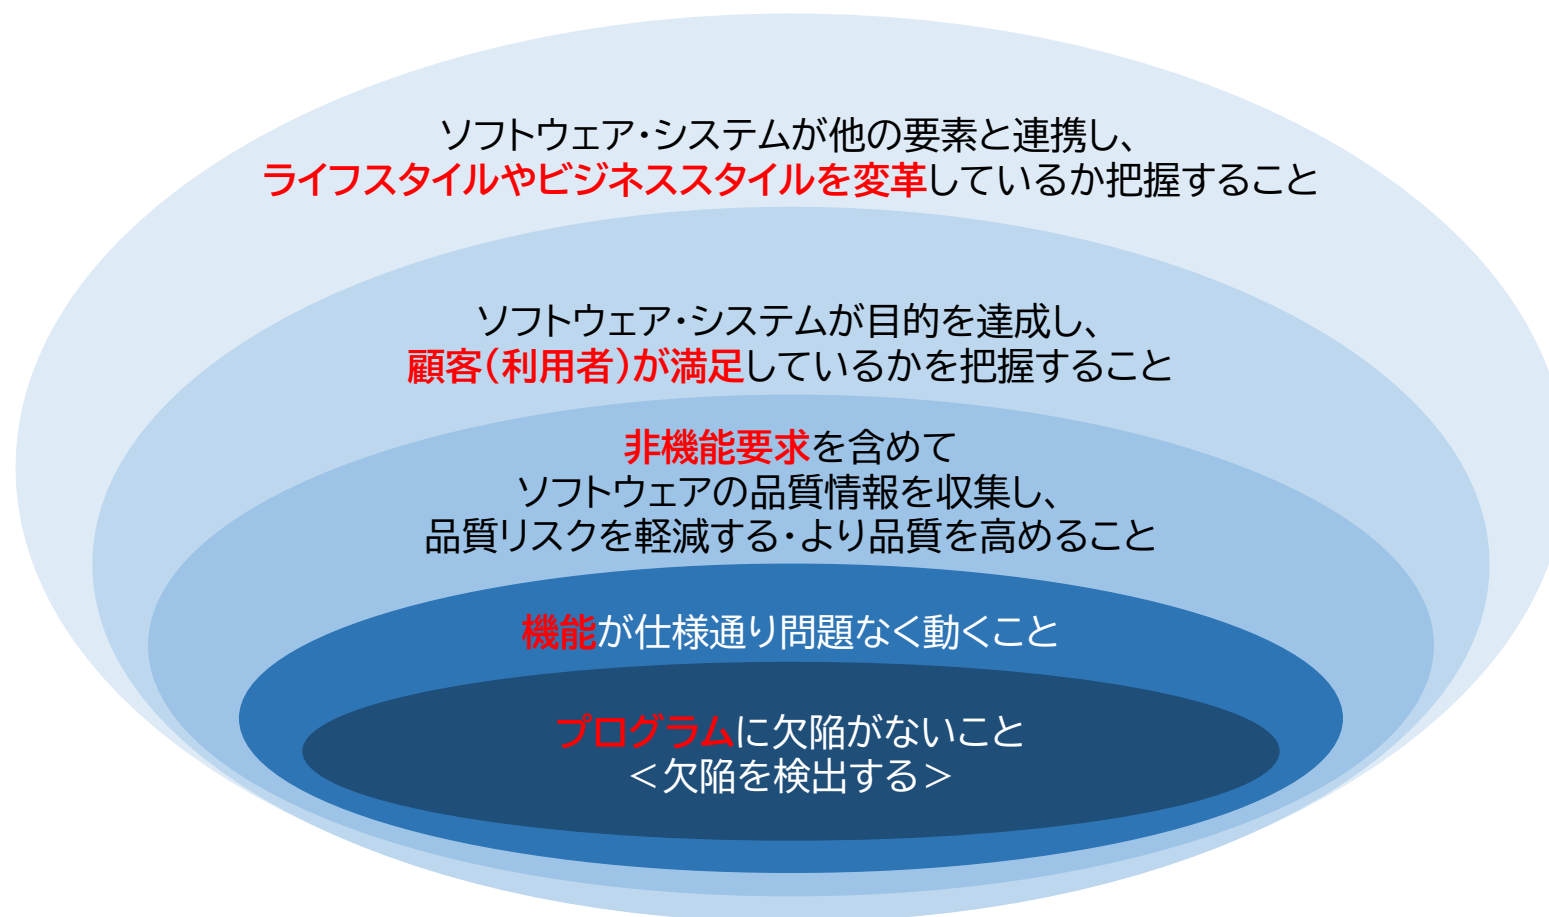 ソフトウェア・システムが他の要素と連携し、
ライフスタイルやビジネススタイルを変革しているか把握すること
ソフトウェア・システムが目的を達成し、
顧客(利用者)が満足しているかを把握すること
非機能要求を含めて
ソフトウェアの品質情報を収集し、
品質リスクを軽減する・より品質を高めること
機能が仕様通り問題なく動くこと
プログラムに欠陥がないこと
＜欠陥を検出する＞